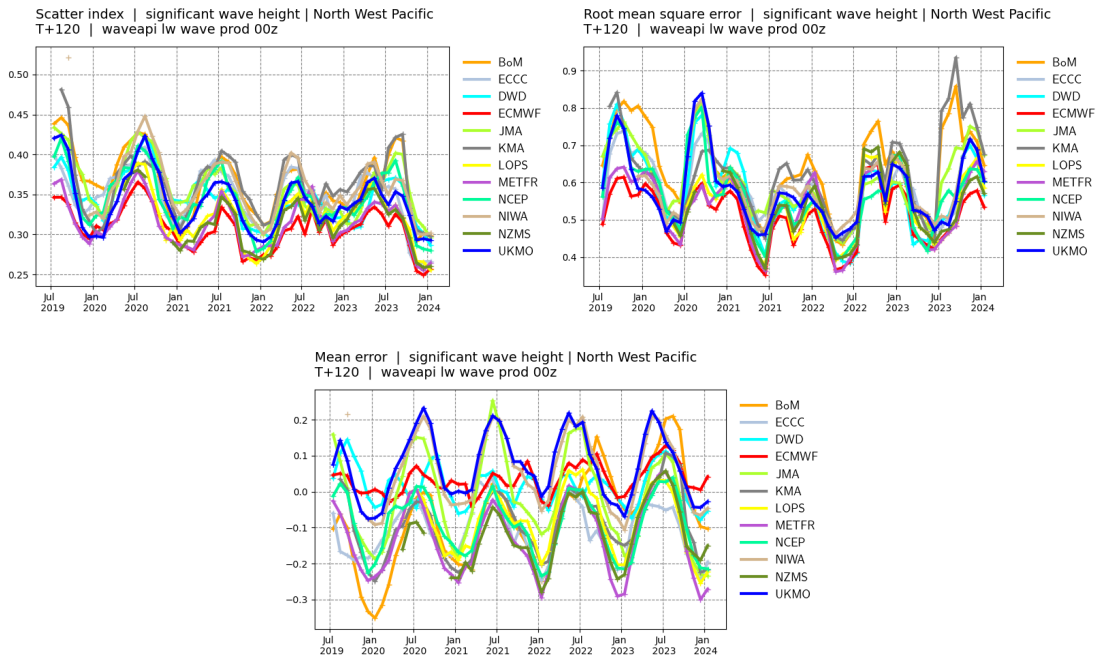 Scatter index | significant wave height | North West Pacific
T+120 | waveapi lw wave prod 00z
0.50
0.45
0.40
0.35
0.30
0.25
Jul 2019
Jan 2020
Jul 2020
Jan 2021
Jul 2021
Jan 2022
Jul 2022
Jan 2023
Jul 2023
Jan 2024
BoM
ECCC
DWD
ECMWF
JMA
KMA
LOPS
METFR
NCEP
NIWA
NZMS
UKMO
Root mean square error | significant wave height | North West Pacific
T+120 | waveapi lw wave prod 00z
0.9
0.8
0.7
0.6
0.5
0.4
Jul 2019
Jan 2020
Jul 2020
Jan 2021
Jul 2021
Jan 2022
Jul 2022
Jan 2023
Jul 2023
Jan 2024
BoM
ECCC
DWD
ECMWF
JMA
KMA
LOPS
METFR
NCEP
NIWA
NZMS
UKMO
Mean error | significant wave height | North West Pacific
T+120 | waveapi lw wave prod 00z
0.2
0.1
0.0
−0.1
−0.2
−0.3
Jul 2019
Jan 2020
Jul 2020
Jan 2021
Jul 2021
Jan 2022
Jul 2022
Jan 2023
Jul 2023
Jan 2024
BoM
ECCC
DWD
ECMWF
JMA
KMA
LOPS
METFR
NCEP
NIWA
NZMS
UKMO